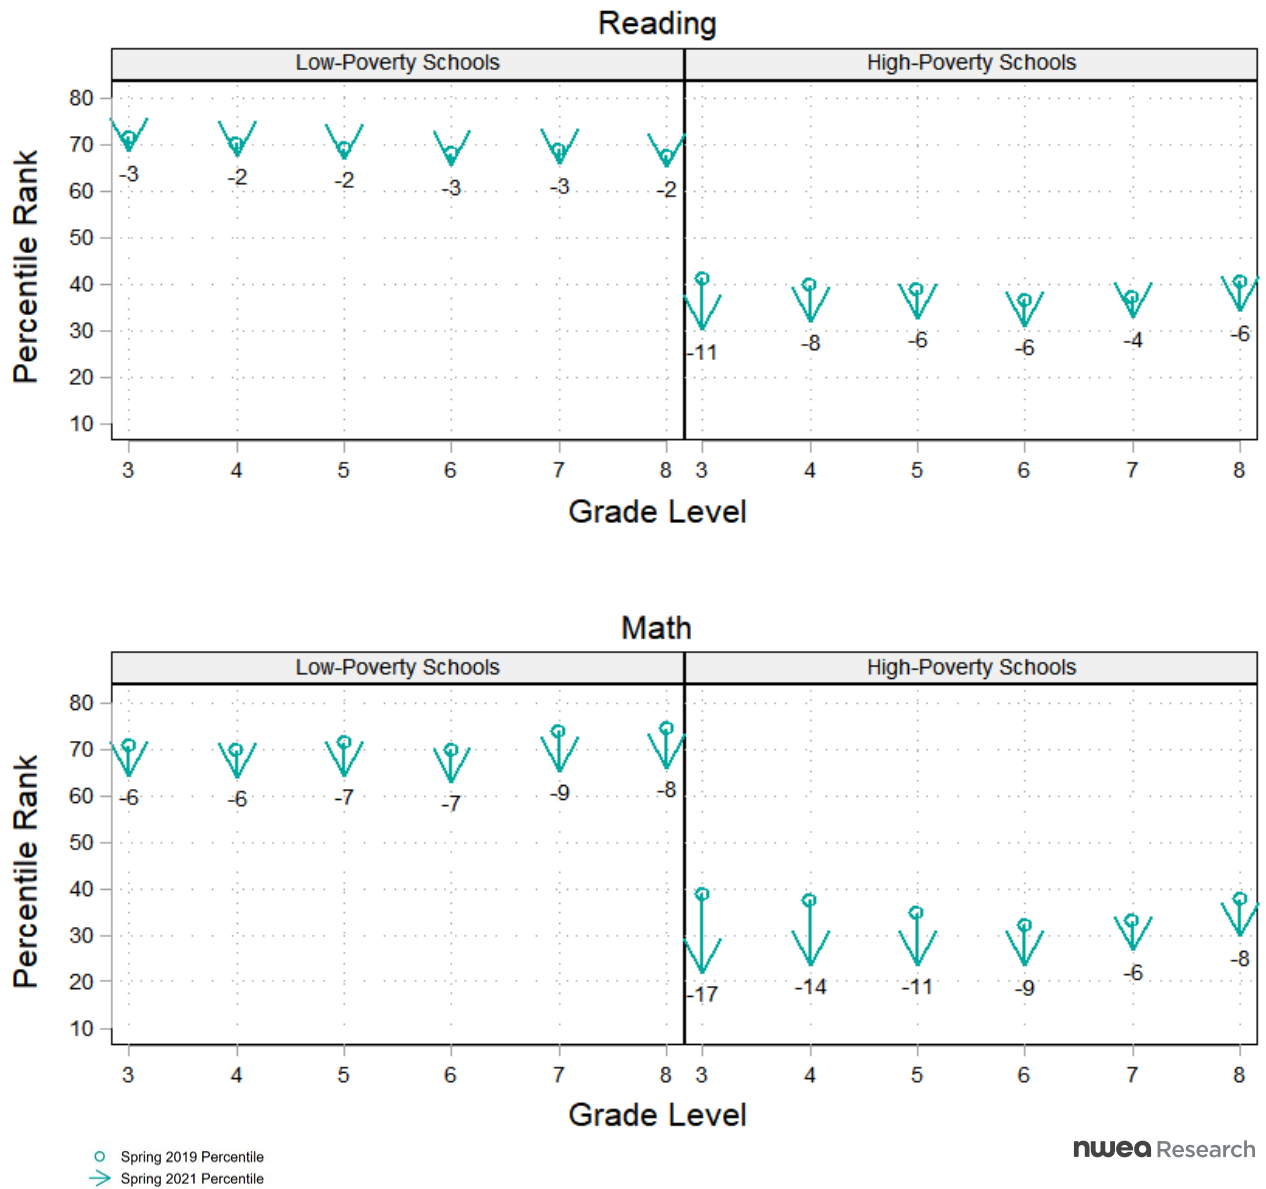 Reading
Low-Poverty Schools High-Poverty Schools
Percentile Rank
80
70
60
50
40
30
20
10
-3 -2 -2 -3 -3 -2
-11 -8 -6 -6 -4 -6
3 4 5 6 7 8 3 4 5 6 7 8
Grade Level
Math
Low-Poverty Schools High-Poverty Schools
Percentile Rank
80
70
60
50
40
30
20
10
-6 -6 -7 -7 -9 -8
-17 -14 -11 -9 -6 -8
3 4 5 6 7 8 3 4 5 6 7 8
Grade Level
Spring 2019 Percentile
Spring 2021 Percentile
nwea Research